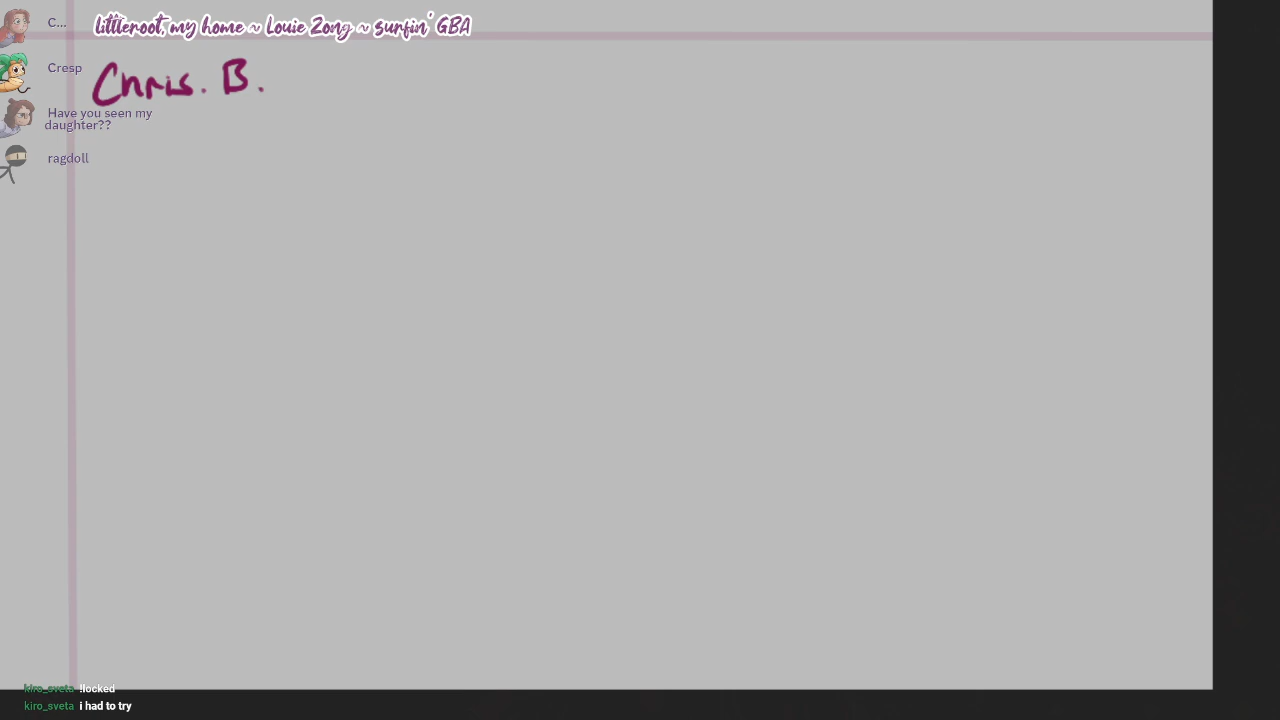 C...
littleroot, my home ~ Louie Zong ~ surfin' GBA
Cresp
Chris. B.
Have you seen my
daughter??
ragdoll
kiro_sveta !locked
kiro_sveta i had to try